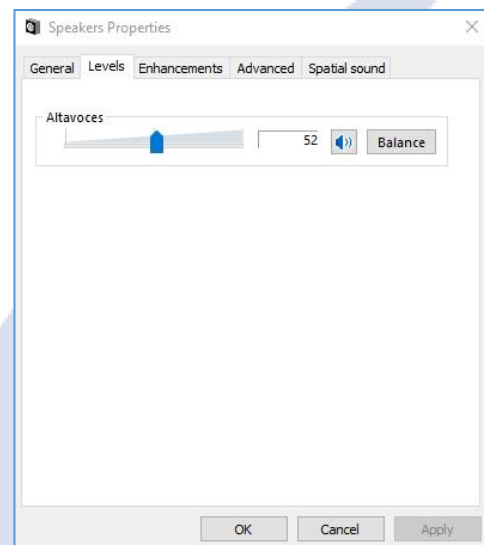 Speakers Properties
General Levels Enhancements Advanced Spatial sound
Altavoces
52 Balance
OK Cancel Apply